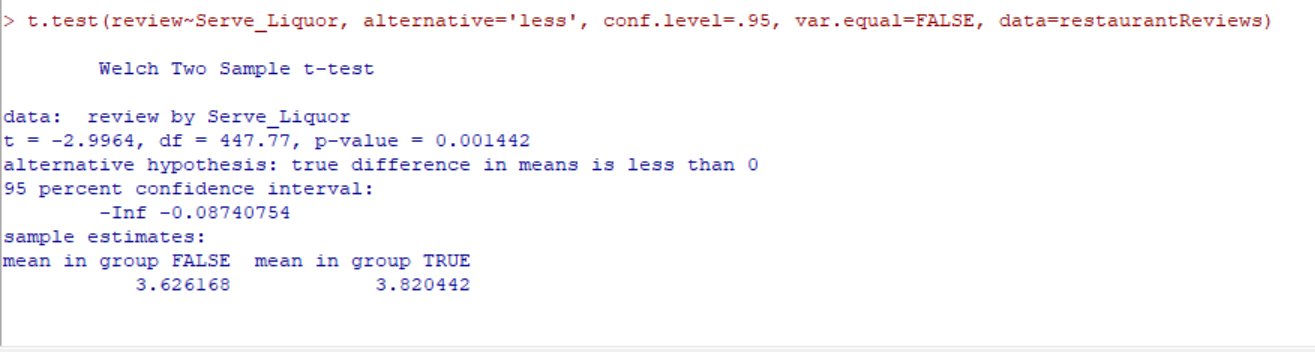 > t.test(review~Serve_Liquor, alternative='less', conf.level=.95, var.equal=FALSE, data=restaurantReviews)
Welch Two Sample t-test
data:  review by Serve_Liquor
t = -2.9964, df = 447.77, p-value = 0.001442
alternative hypothesis: true difference in means is less than 0
95 percent confidence interval:
-Inf -0.08740754
sample estimates:
mean in group FALSE  mean in group TRUE
3.626168            3.820442